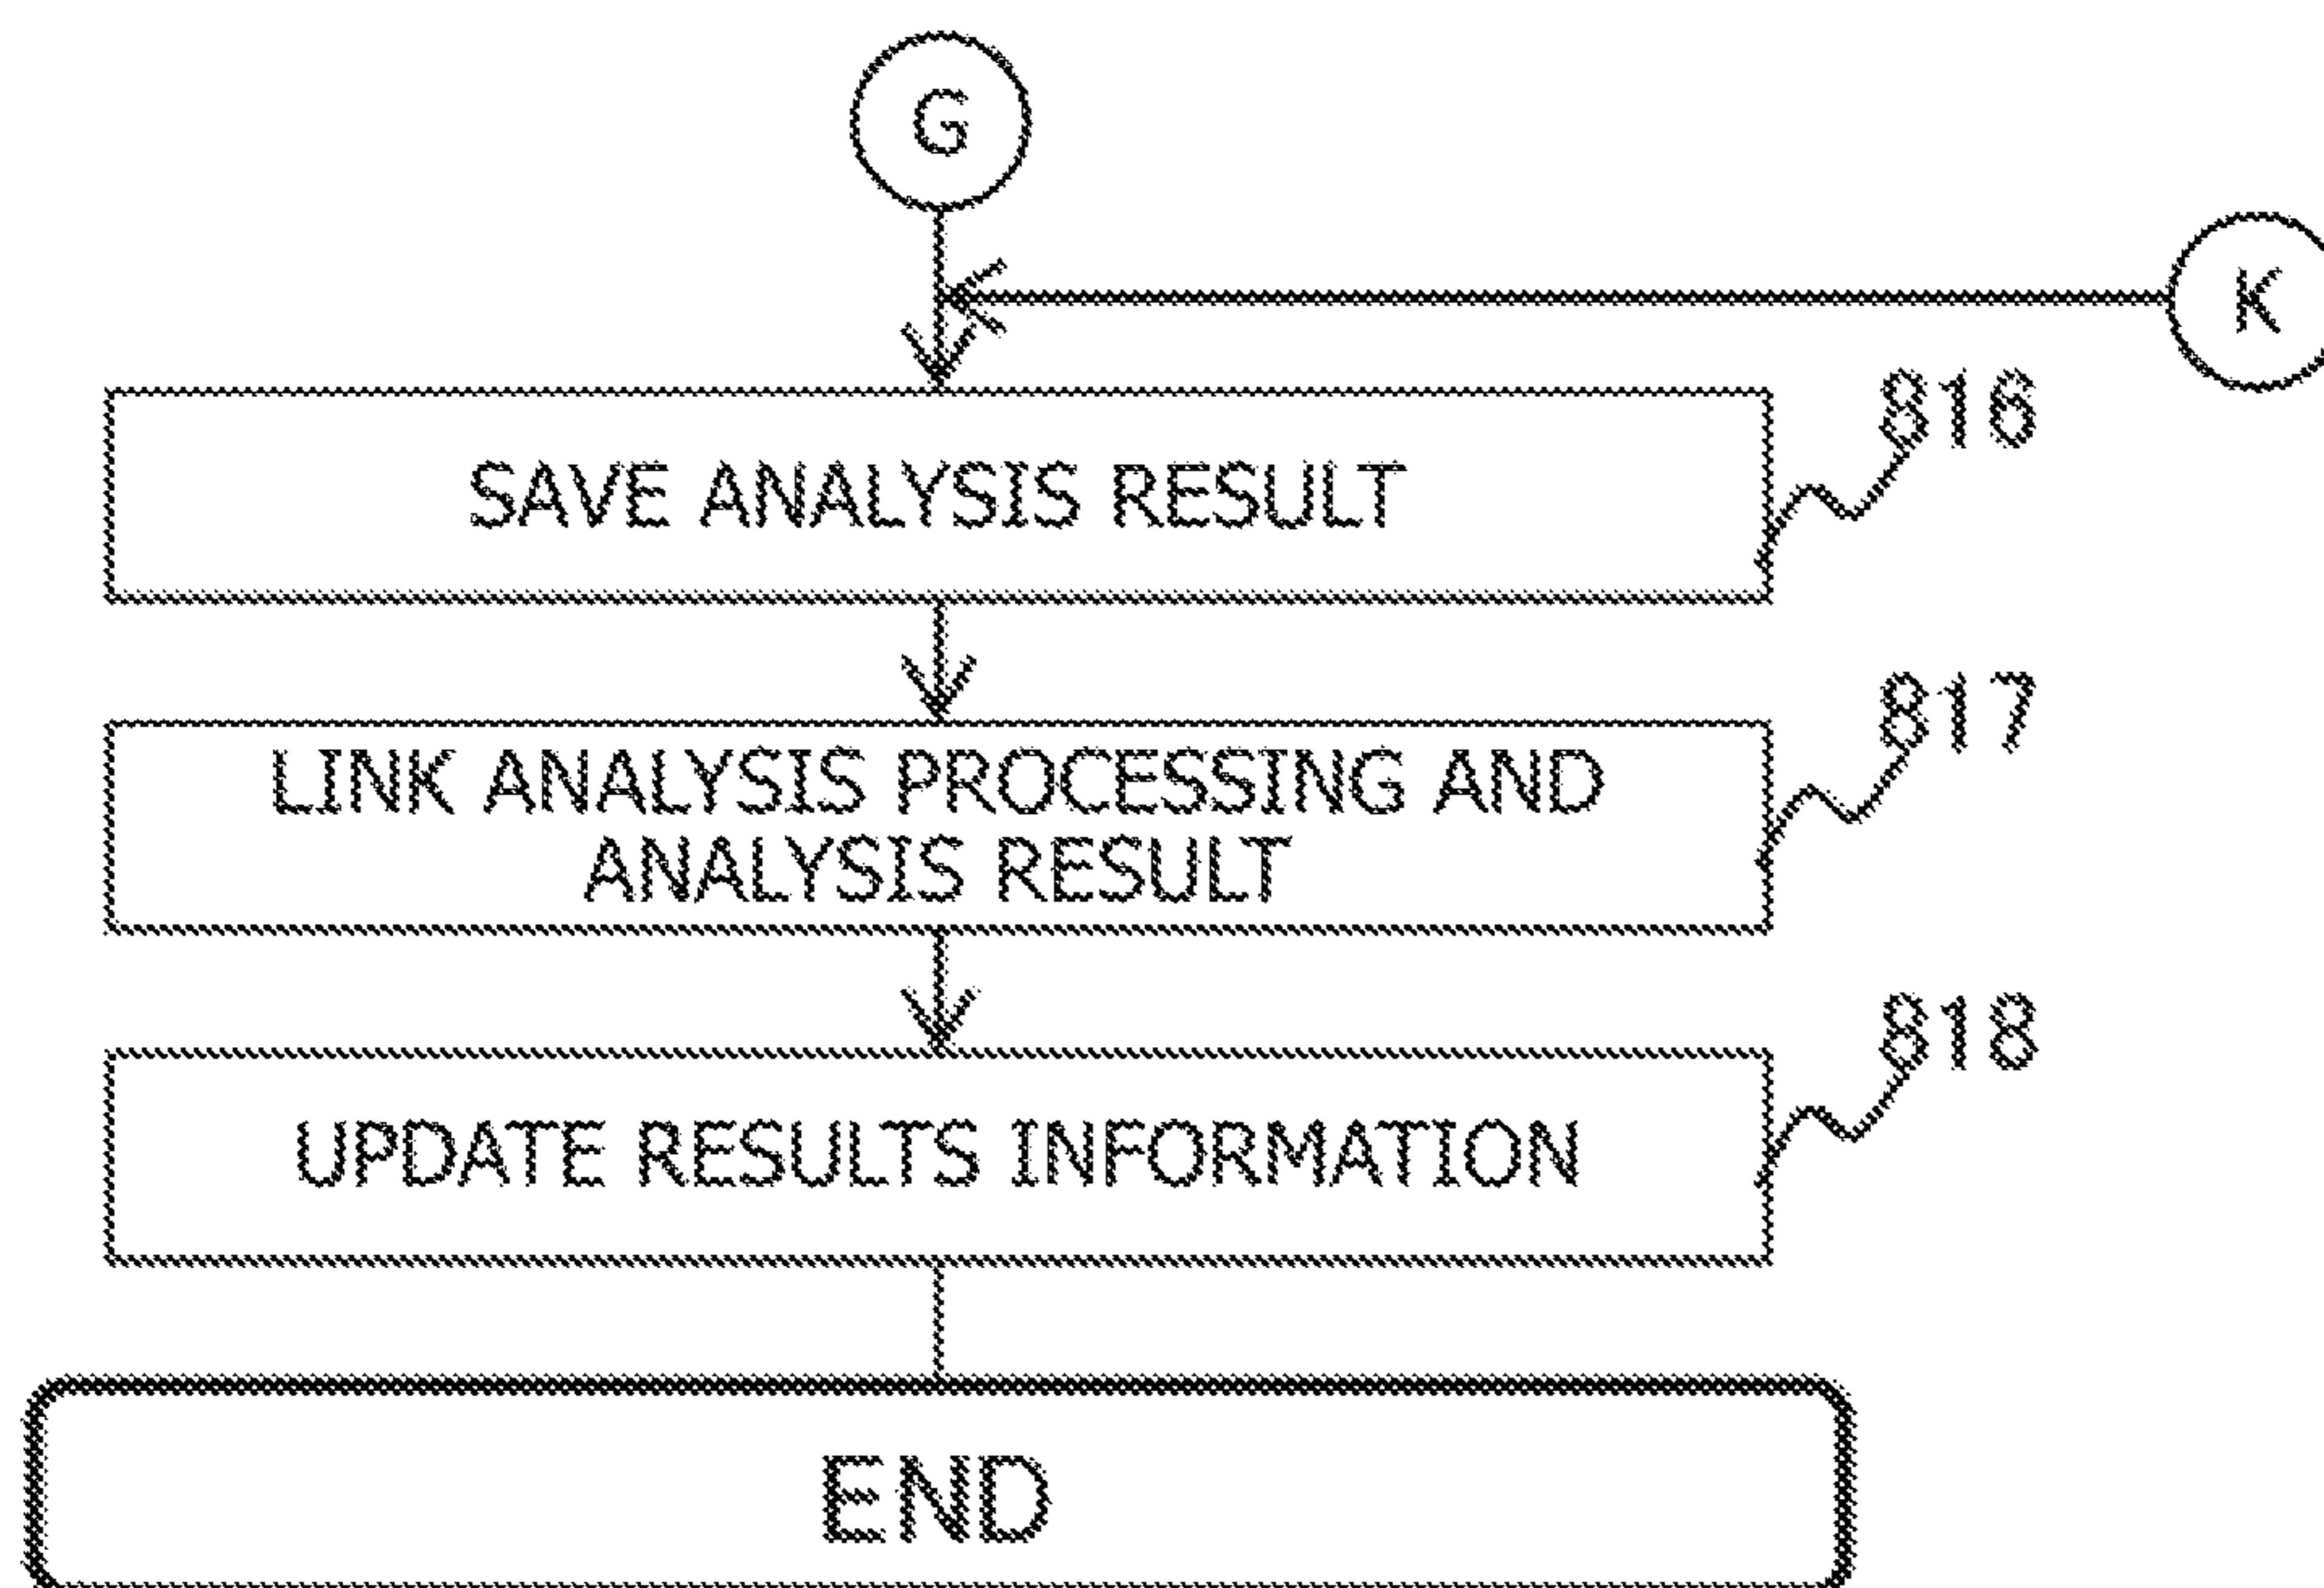 G
K
816
SAVE ANALYSIS RESULT
817
LINK ANALYSIS PROCESSING AND
ANALYSIS RESULT
818
UPDATE RESULTS INFORMATION
END